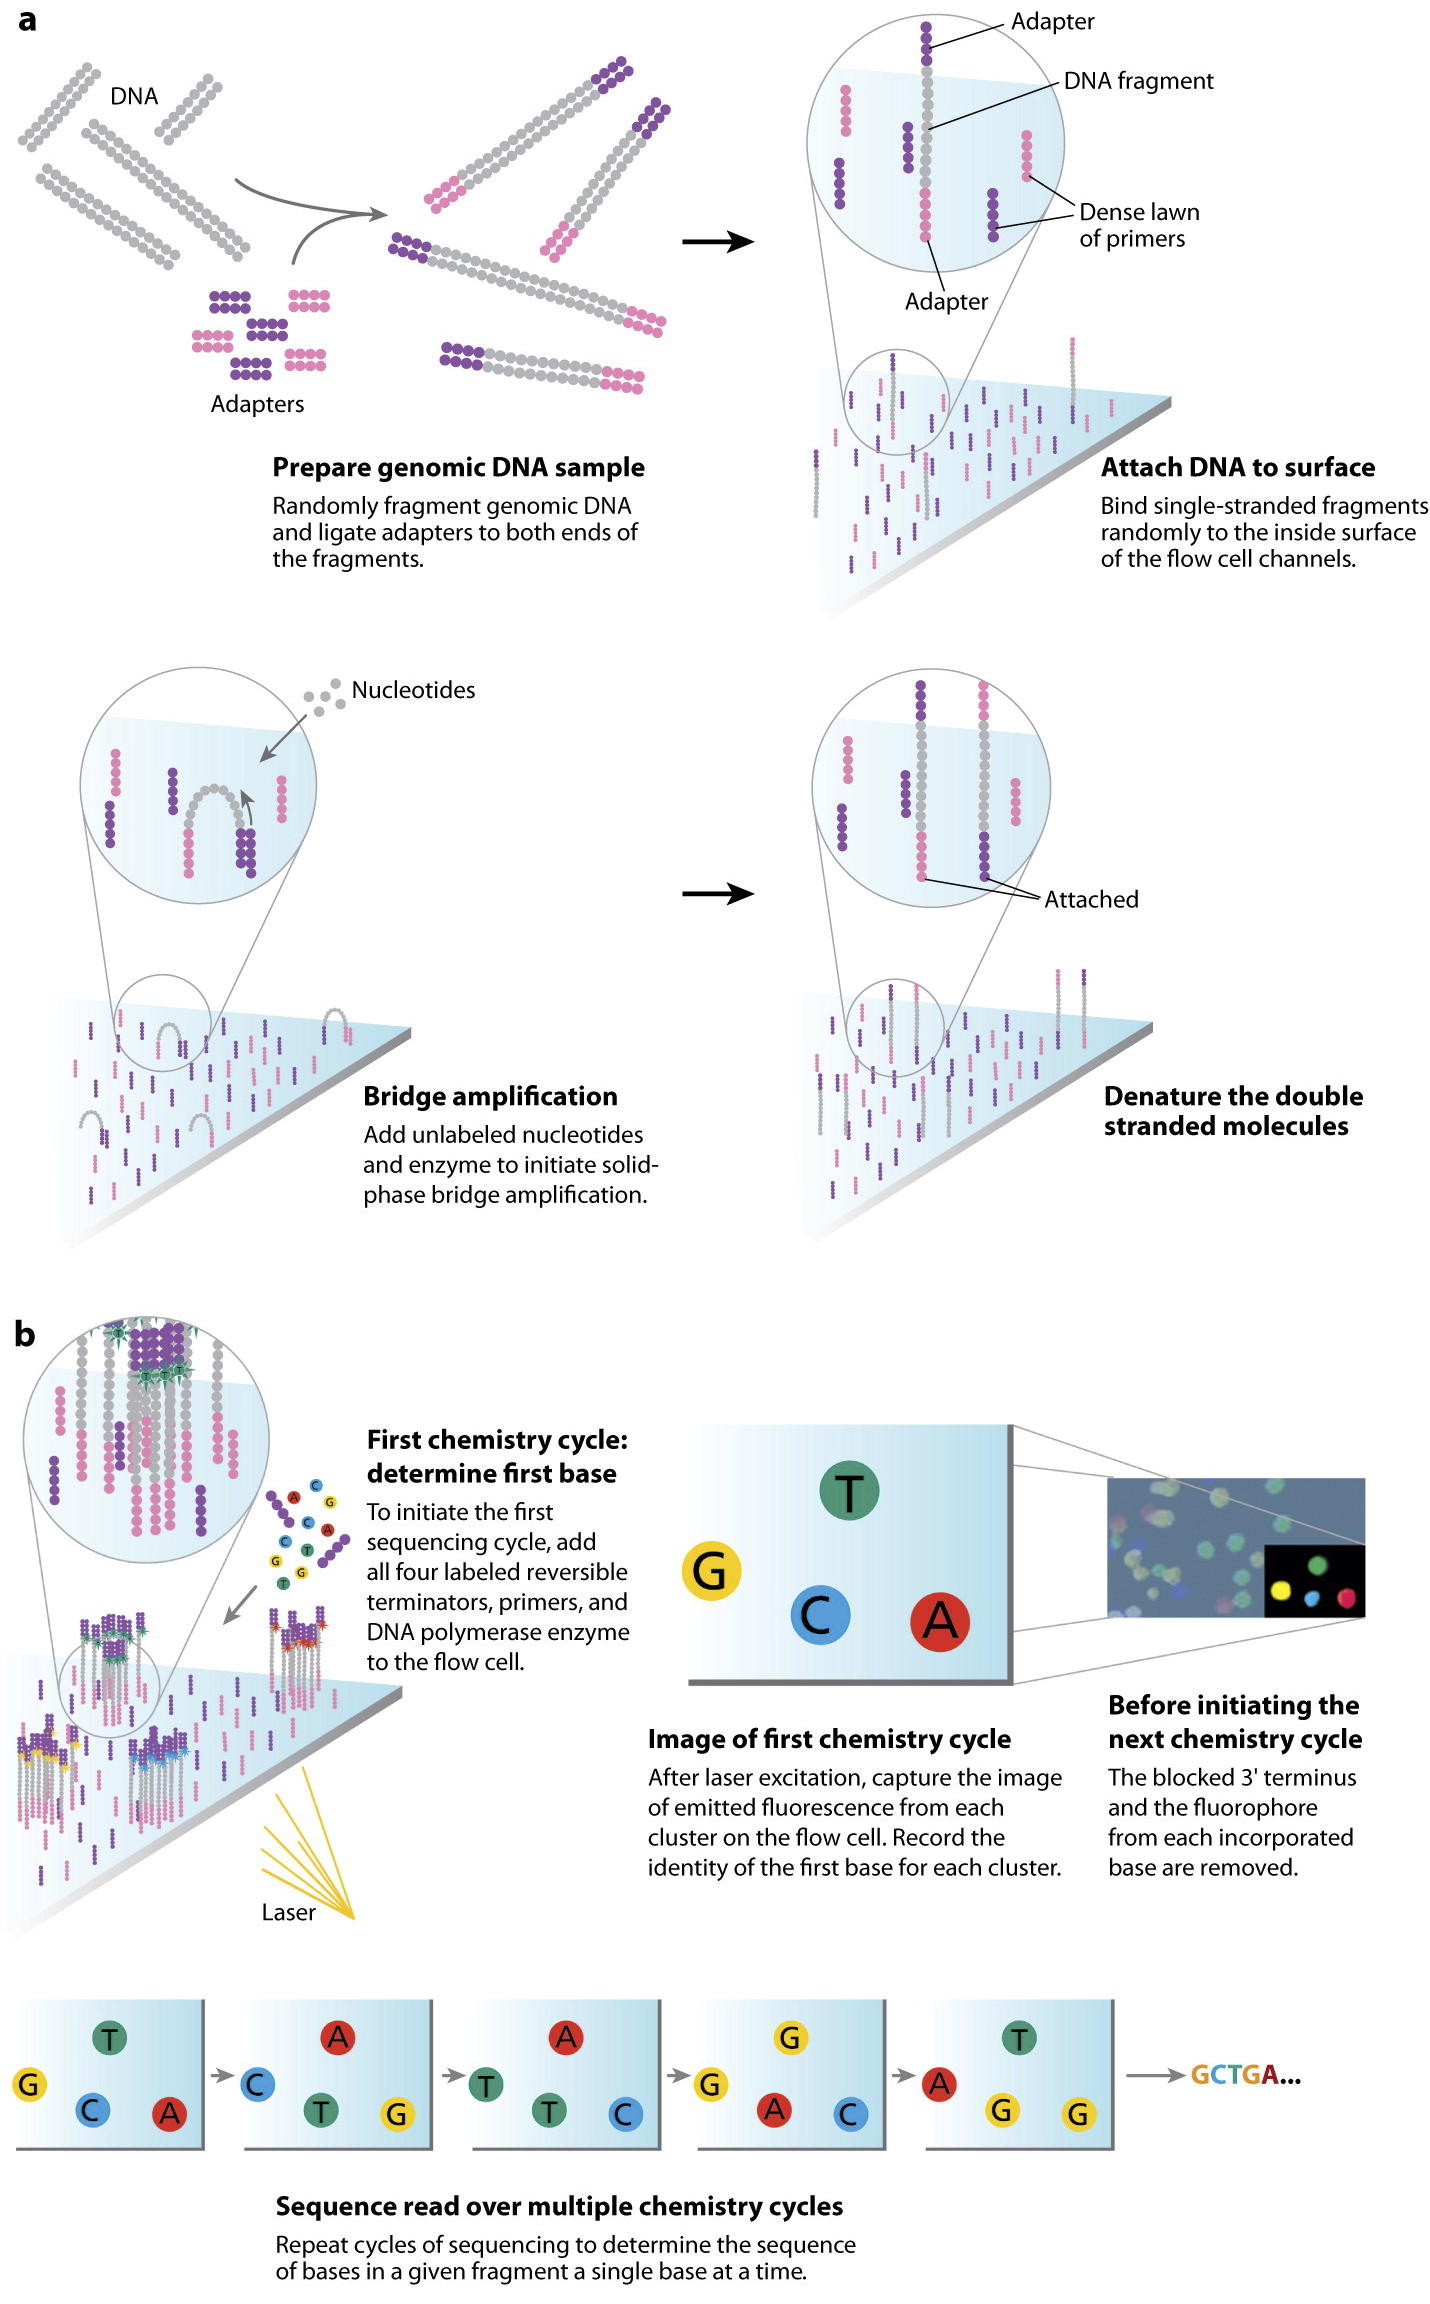 a
DNA
Adapters
Prepare genomic DNA sample
Randomly fragment genomic DNA
and ligate adapters to both ends of
the fragments.
Adapter
DNA fragment
Dense lawn
of primers
Adapter
Attach DNA to surface
Bind single-stranded fragments
randomly to the inside surface
of the flow cell channels.
Nucleotides
Bridge amplification
Add unlabeled nucleotides
and enzyme to initiate solid-
phase bridge amplification.
Attached
Denature the double
stranded molecules
b
T
T T T
C
A
G
C
A
C
T
G
G
T
First chemistry cycle:
determine first base
To initiate the first
sequencing cycle, add
all four labeled reversible
terminators, primers, and
DNA polymerase enzyme
to the flow cell.
Laser
T
G
C
A
Image of first chemistry cycle
After laser excitation, capture the image
of emitted fluorescence from each
cluster on the flow cell. Record the
identity of the first base for each cluster.
Before initiating the
next chemistry cycle
The blocked 3' terminus
and the fluorophore
from each incorporated
base are removed.
T
G
C
A
A
C
T
G
A
T
T
C
G
G
A
C
T
A
G
G
GCTGA...
Sequence read over multiple chemistry cycles
Repeat cycles of sequencing to determine the sequence
of bases in a given fragment a single base at a time.